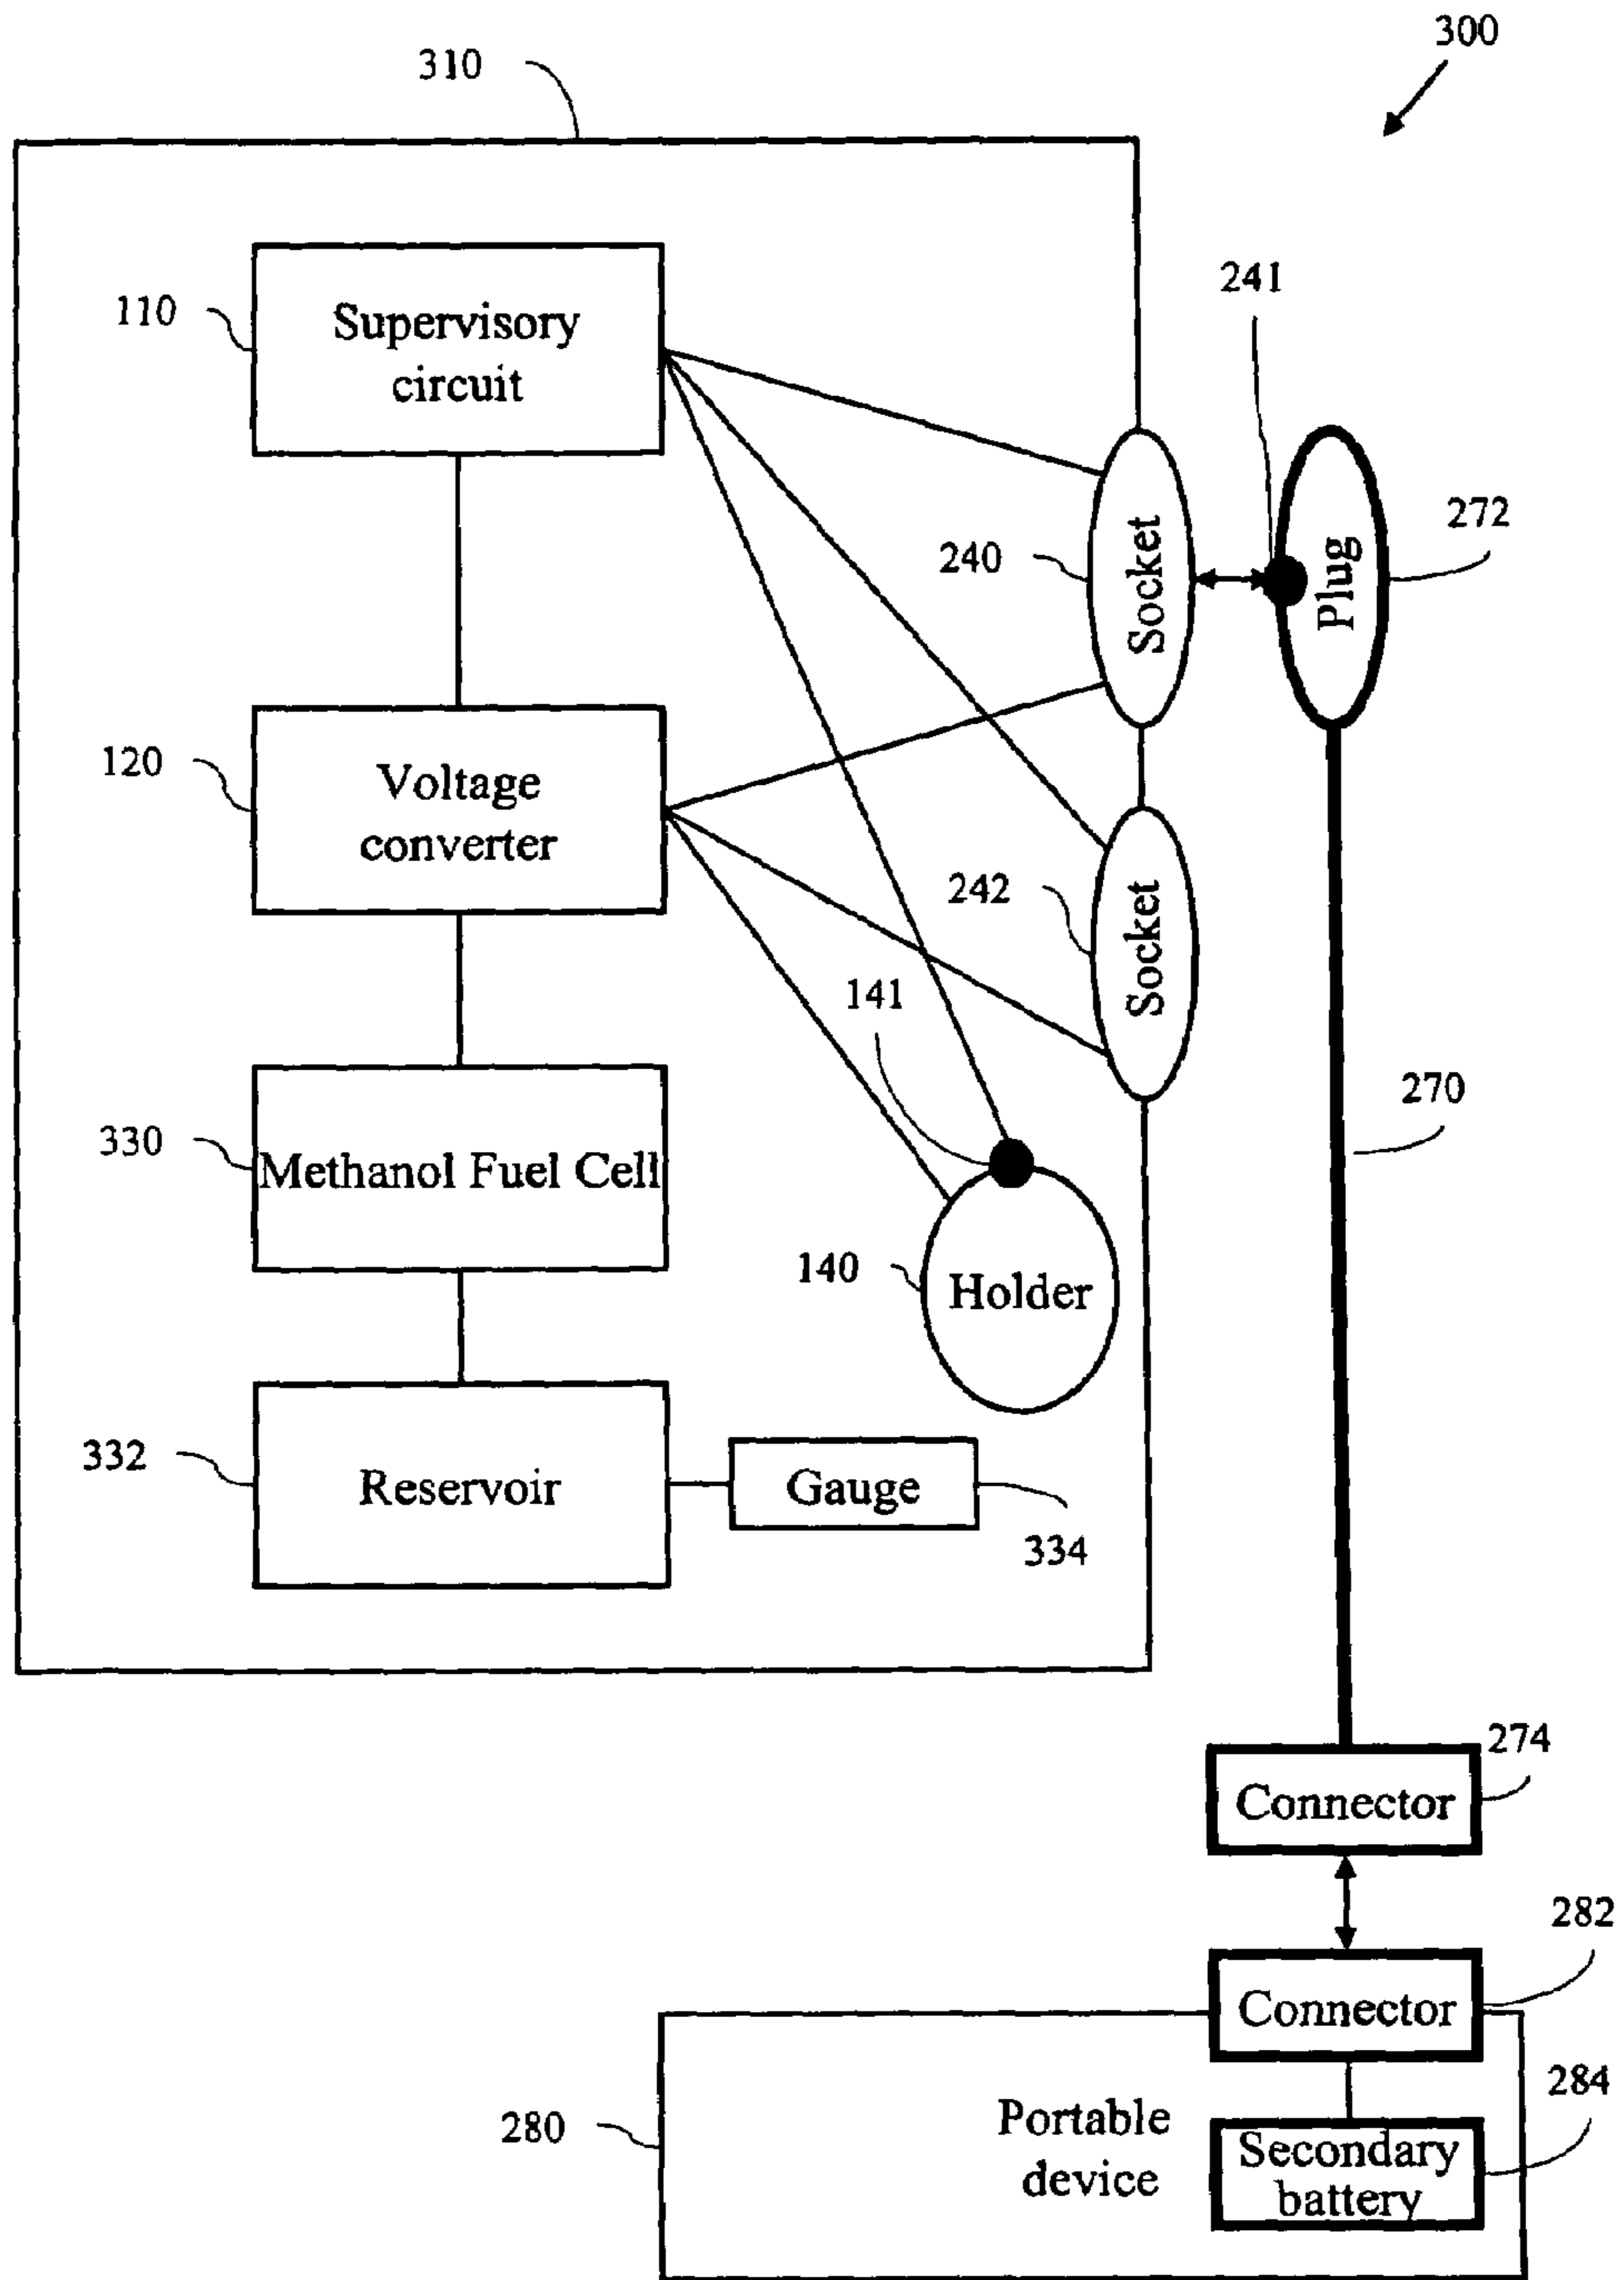 300
310
241
110
Supervisory
circuit
272
240
Socket
Plug
120
Voltage
converter
242
Socket
141
270
330
Methanol Fuel Cell
140
Holder
332
Reservoir
Gauge
334
274
Connector
282
Connector
284
280
Portable
device
Secondary
battery